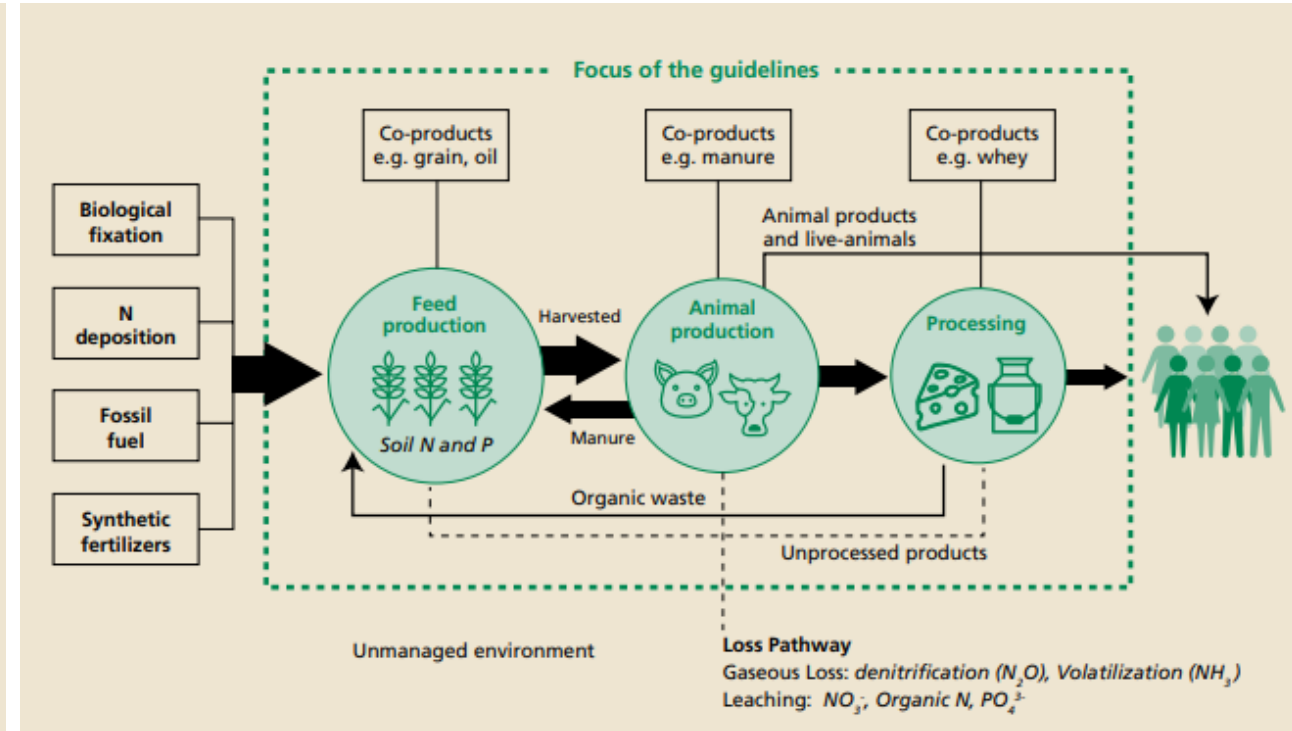 Focus of the guidelines
Co-products
e.g. grain, oil
Co-products
e.g. manure
Co-products
e.g. whey
Biological
fixation
N
deposition
Fossil
fuel
Synthetic
fertilizers
Animal products
and live-animals
Feed
production
Soil N and P
Harvested
Manure
Animal
production
Processing
Organic waste
Unprocessed products
Unmanaged environment
Loss Pathway
Gaseous Loss: denitrification (N₂O), Volatilization (NH₃)
Leaching: NO₃⁻, Organic N, PO₄³⁻